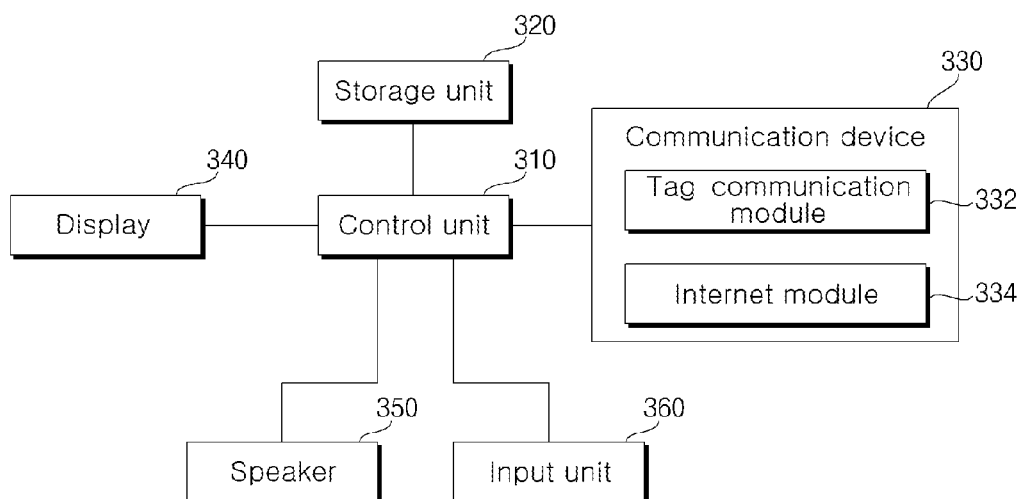 320
Storage unit
330
Communication device
340
310
Tag communication
module
332
Display
Control unit
Internet module
334
350
360
Speaker
Input unit